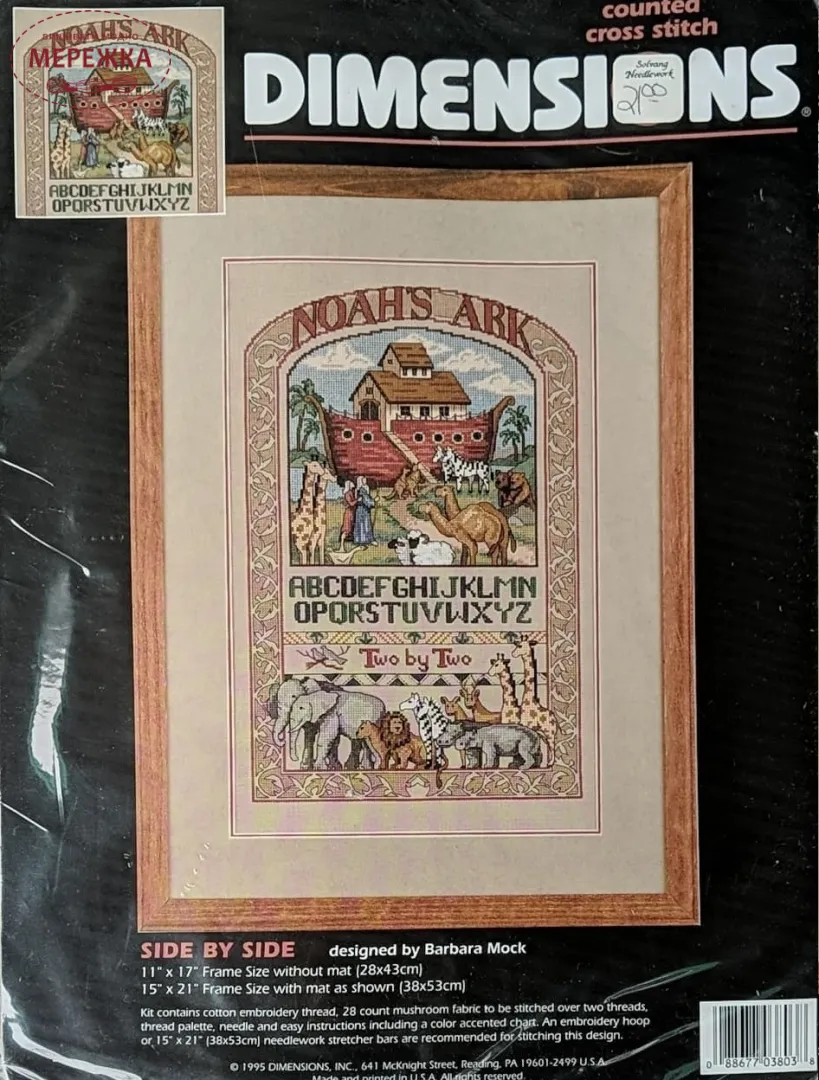 counted
cross stitch
DIMENSIONS®
Solvang
Needlework
21.00
NOAH'S ARK
МЕРЕЖКА
ABCDEFGHIJKLMN
OPQRSTUVWXYZ
NOAH'S ARK
ABCDEFGHIJKLMN
OPQRSTUVWXYZ
Two by Two
SIDE BY SIDE designed by Barbara Mock
11" x 17" Frame Size without mat (28x43cm)
15" x 21" Frame Size with mat as shown (38x53cm)
Kit contains cotton embroidery thread, 28 count mushroom fabric to be stitched over two threads,
thread palette, needle and easy instructions including a color accented chart. An embroidery hoop
or 15" x 21" (38x53cm) needlework stretcher bars are recommended for stitching this design.
© 1995 DIMENSIONS, INC., 641 McKnight Street, Reading, PA 19601-2499 U.S.A.
Made and printed in U.S.A. All rights reserved.
0 88677 03803 8